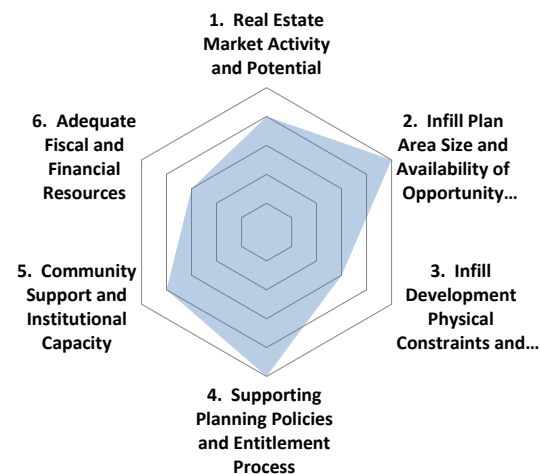 1. Real Estate
Market Activity
and Potential
2. Infill Plan
Area Size and
Availability of
Opportunity…
3. Infill
Development
Physical
Constraints and…
4. Supporting
Planning Policies
and Entitlement
Process
5. Community
Support and
Institutional
Capacity
6. Adequate
Fiscal and
Financial
Resources